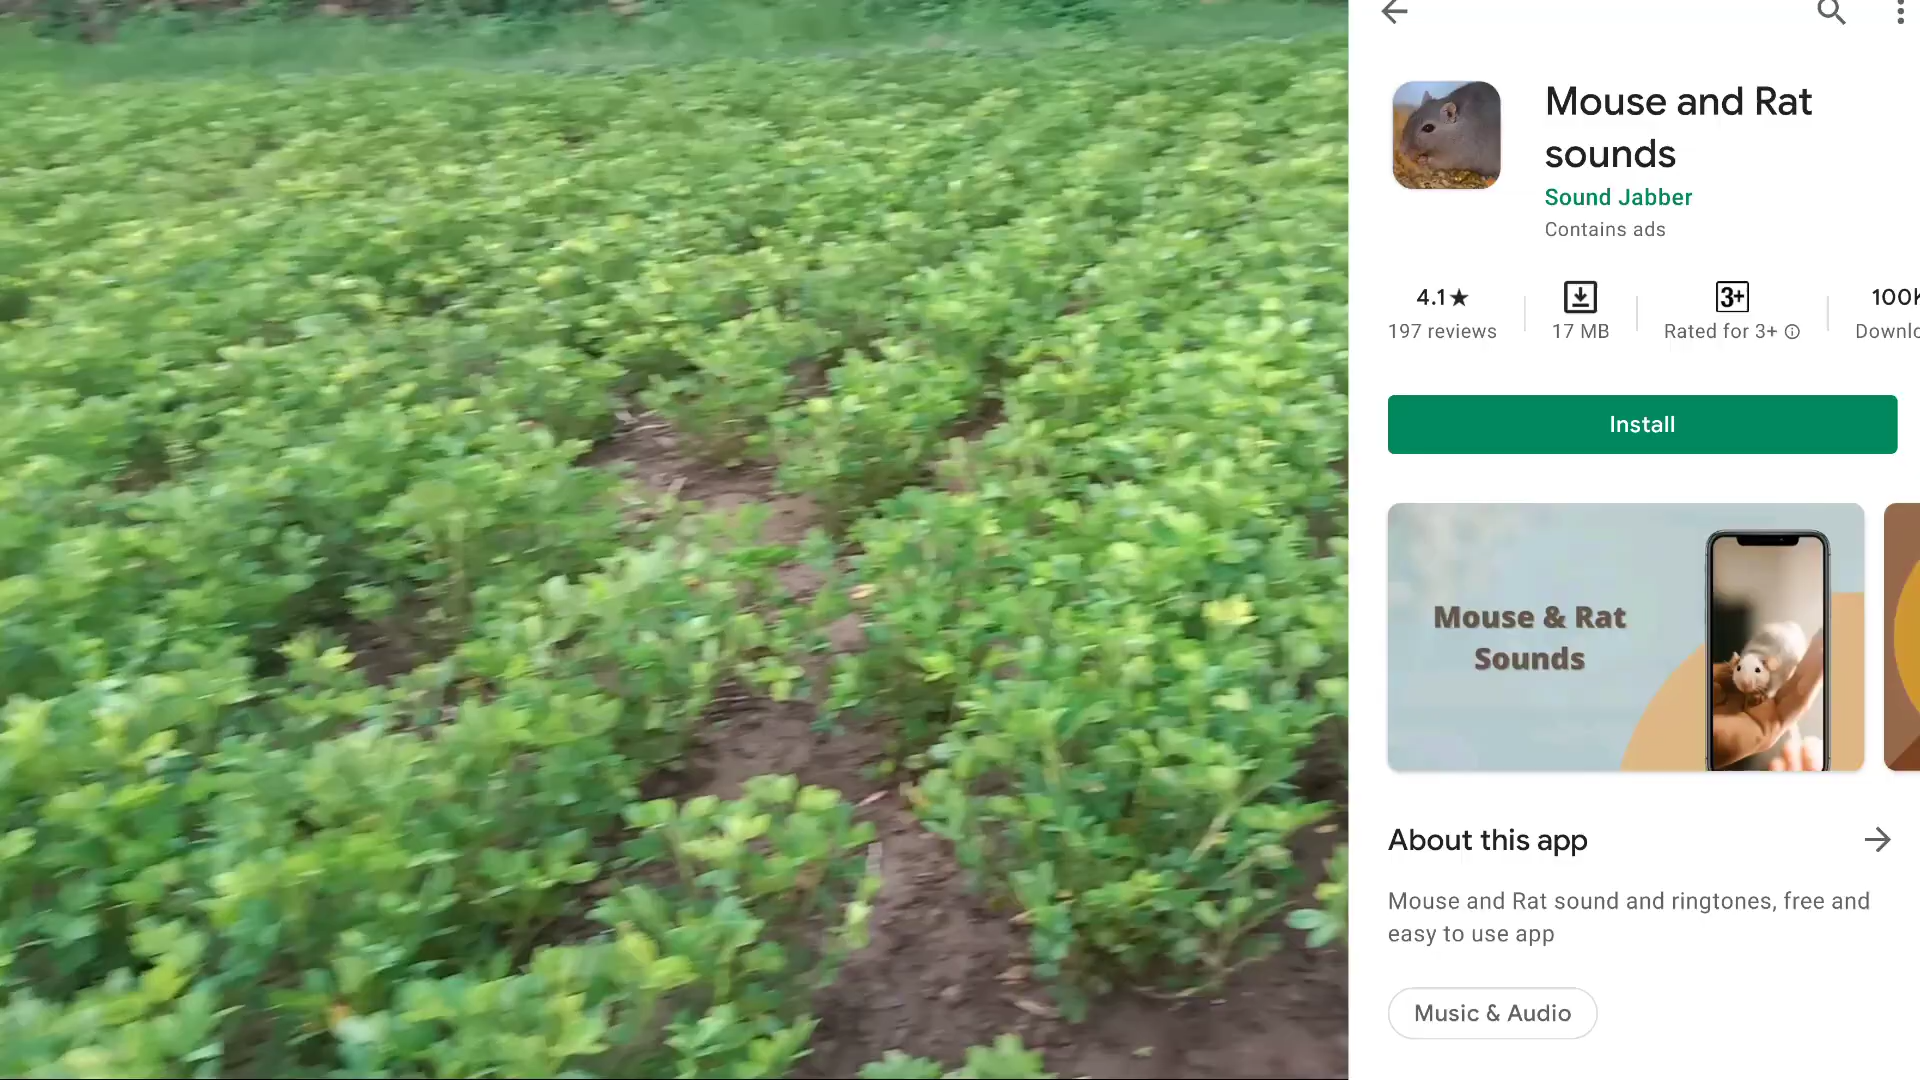 Mouse and Rat
sounds
Sound Jabber
Contains ads
4.1★
197 reviews
17 MB
3+
Rated for 3+
100K
Downlo
Install
Mouse & Rat
Sounds
About this app
Mouse and Rat sound and ringtones, free and
easy to use app
Music & Audio